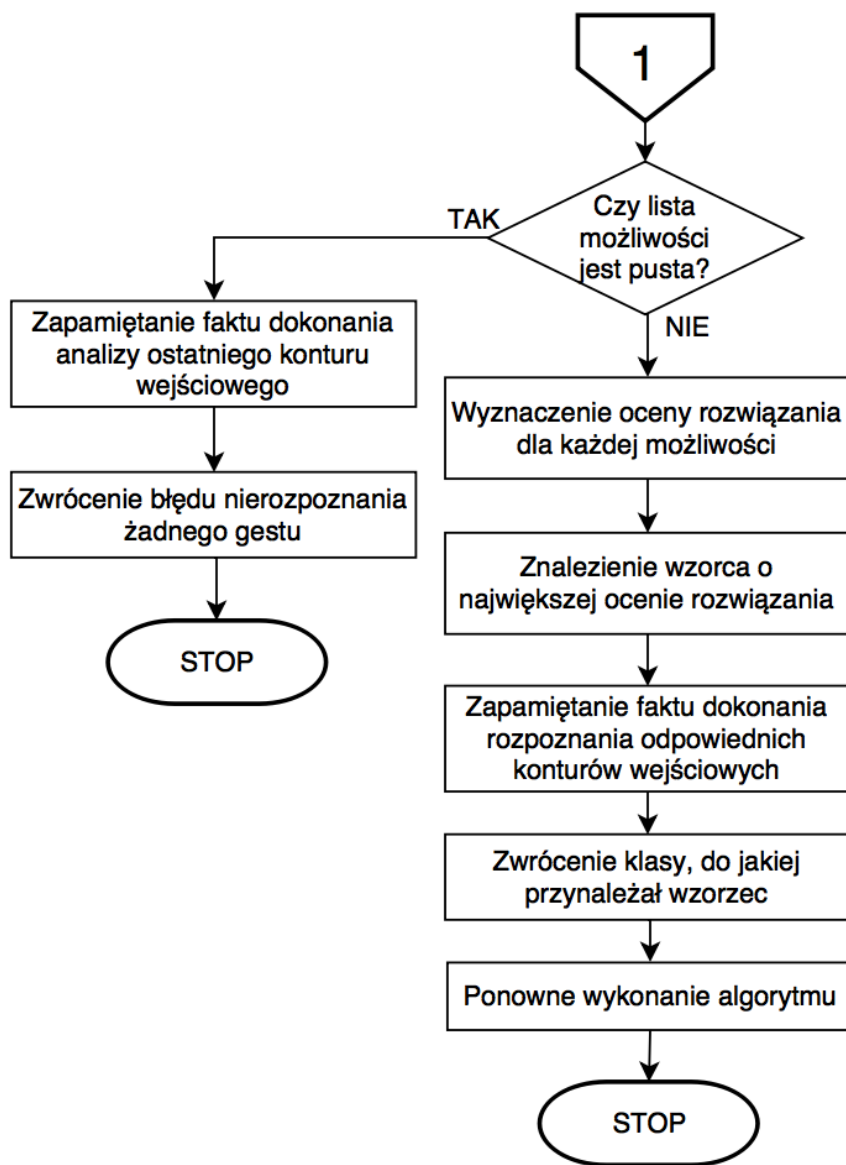 1
Czy lista
możliwości
jest pusta?
TAK
NIE
Zapamiętanie faktu dokonania
analizy ostatniego konturu
wejściowego
Zwrócenie błędu nierozpoznania
żadnego gestu
STOP
Wyznaczenie oceny rozwiązania
dla każdej możliwości
Znalezienie wzorca o
największej ocenie rozwiązania
Zapamiętanie faktu dokonania
rozpoznania odpowiednich
konturów wejściowych
Zwrócenie klasy, do jakiej
przynależał wzorzec
Ponowne wykonanie algorytmu
STOP